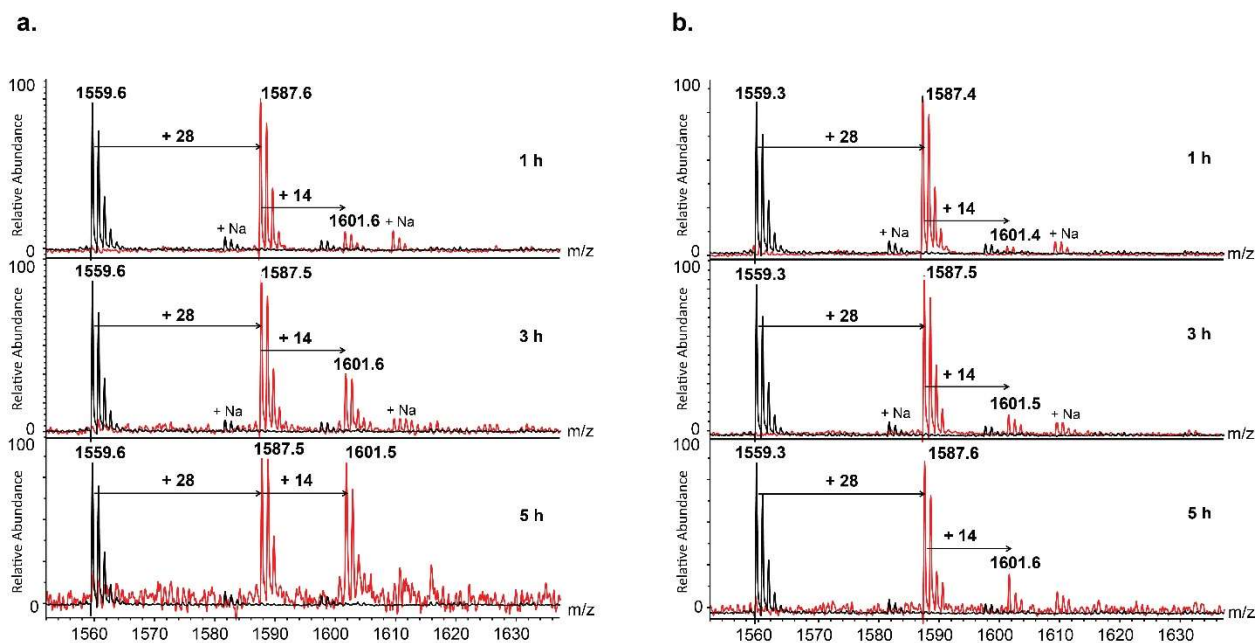 a.
100
Relative Abundance
0
1559.6
+ 28
1587.6
+ 14
1601.6
+ Na
+ Na
1 h
m/z
100
Relative Abundance
0
1559.6
+ 28
1587.5
+ 14
1601.6
+ Na
+ Na
3 h
m/z
100
Relative Abundance
0
1559.6
+ 28
1587.5
+ 14
1601.5
5 h
m/z
1560 1570 1580 1590 1600 1610 1620 1630
b.
100
Relative Abundance
0
1559.3
+ 28
1587.4
+ 14
1601.4
+ Na
+ Na
1 h
m/z
100
Relative Abundance
0
1559.3
+ 28
1587.5
+ 14
1601.5
+ Na
+ Na
3 h
m/z
100
Relative Abundance
0
1559.3
+ 28
1587.6
+ 14
1601.6
5 h
m/z
1560 1570 1580 1590 1600 1610 1620 1630